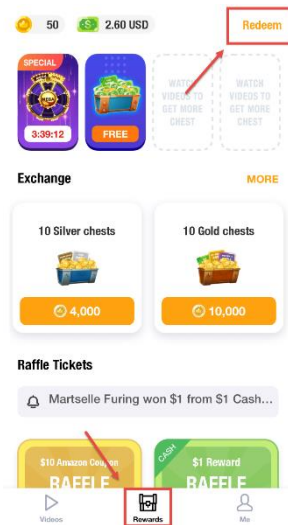 50
2.60 USD
Redeem
SPECIAL
MEGA
3:39:12
FREE
WATCH
VIDEOS TO
GET MORE
CHEST
WATCH
VIDEOS TO
GET MORE
CHEST
Exchange
MORE
10 Silver chests
10 Gold chests
4,000
10,000
Raffle Tickets
Martselle Furing won $1 from $1 Cash...
$10 Amazon Coupon
RAFFLE
CASH
$1 Reward
RAFFLE
Videos
Rewards
Me